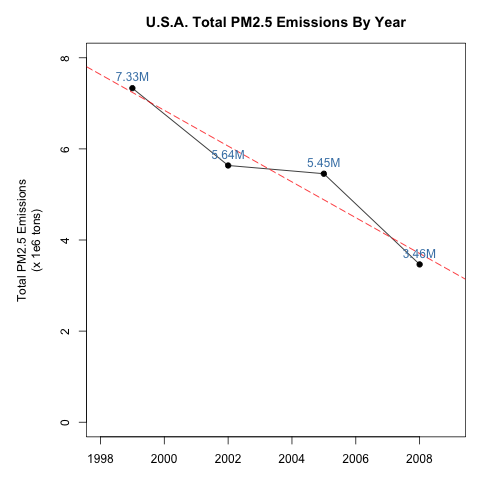 U.S.A. Total PM2.5 Emissions By Year
Total PM2.5 Emissions
(x 1e6 tons)
8
6
4
2
0
7.33M
5.64M
5.45M
3.46M
1998 2000 2002 2004 2006 2008